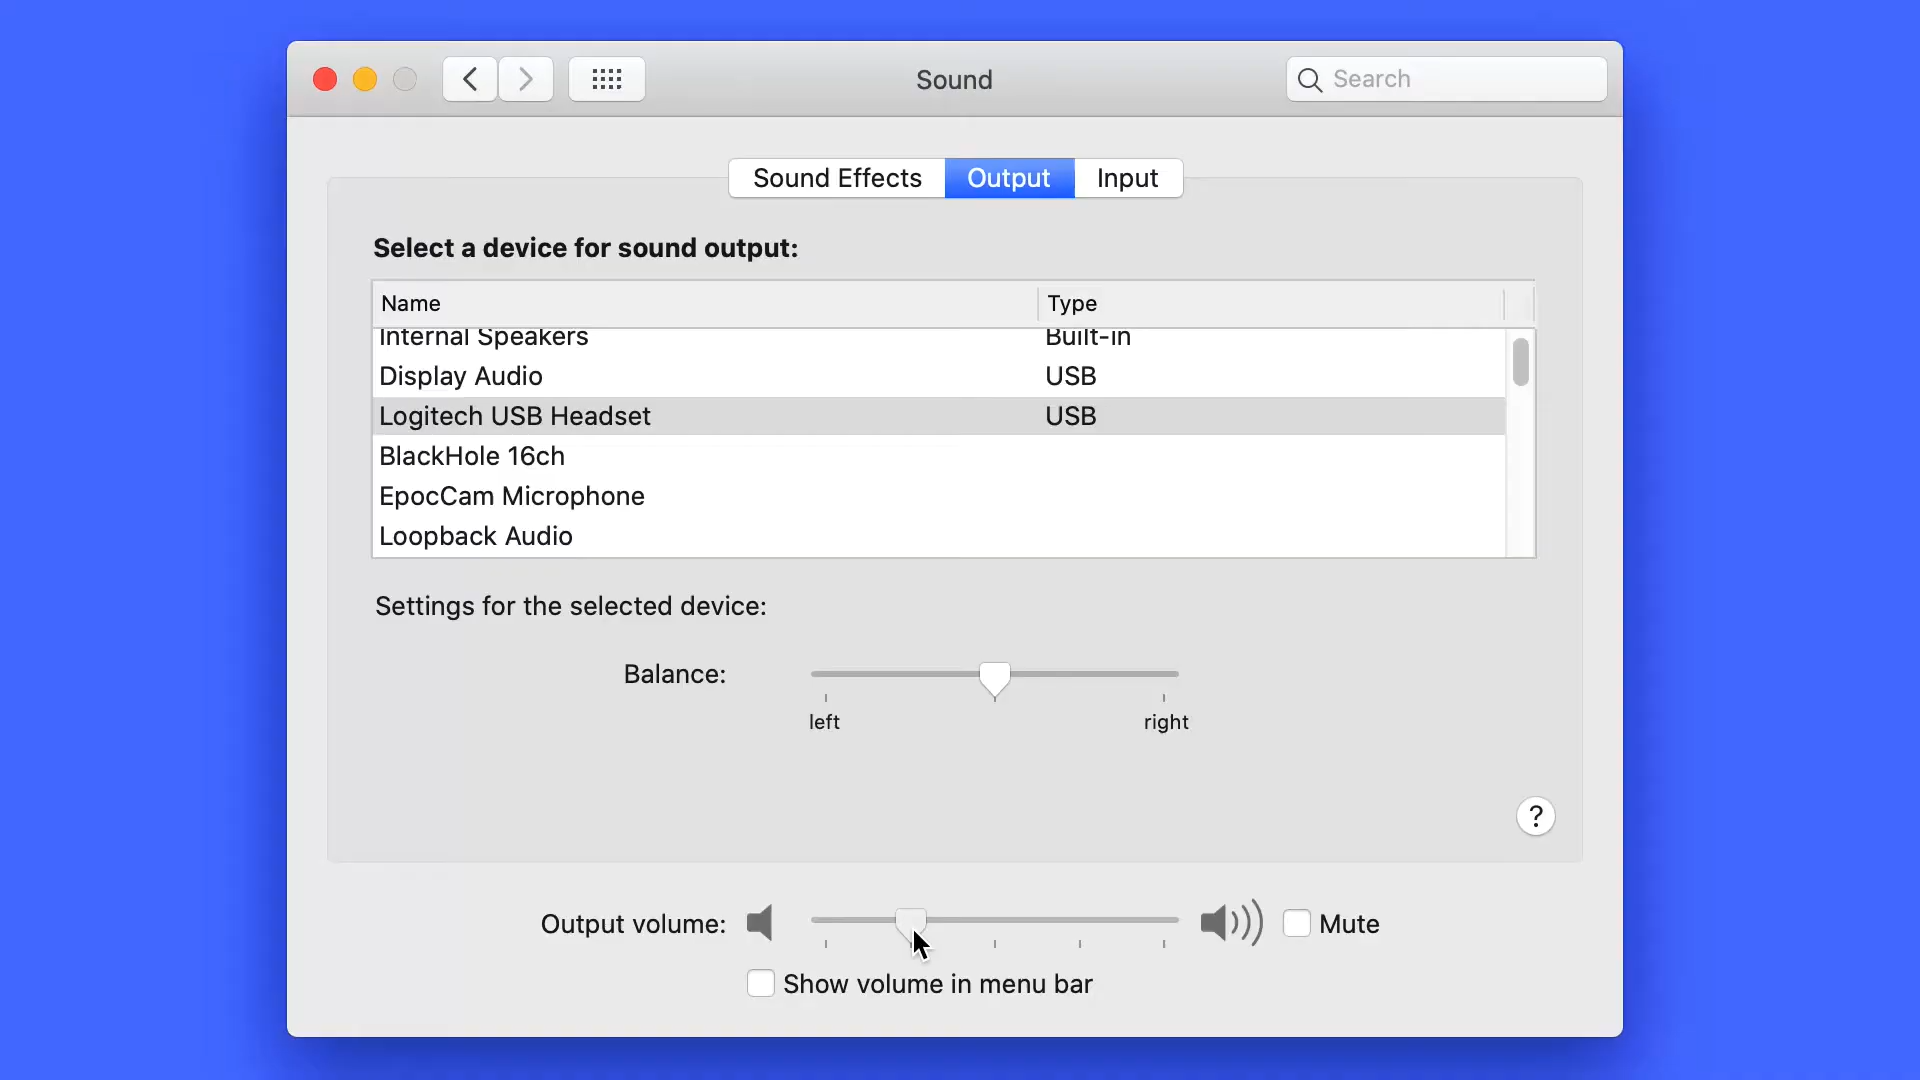 Sound
Search
Sound Effects Output Input
Select a device for sound output:
Name Type
Internal Speakers Built-in
Display Audio USB
Logitech USB Headset USB
BlackHole 16ch
EpocCam Microphone
Loopback Audio
Settings for the selected device:
Balance:
left right
?
Output volume: Mute
Show volume in menu bar